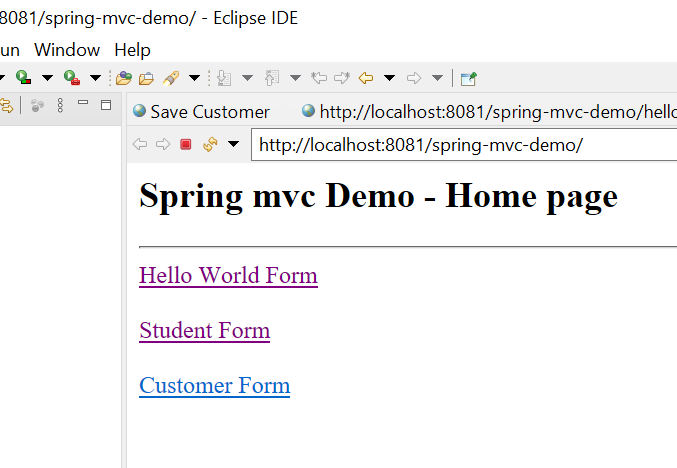 8081/spring-mvc-demo/ - Eclipse IDE
un Window Help
Save Customer http://localhost:8081/spring-mvc-demo/hello
http://localhost:8081/spring-mvc-demo/
Spring mvc Demo - Home page
Hello World Form
Student Form
Customer Form